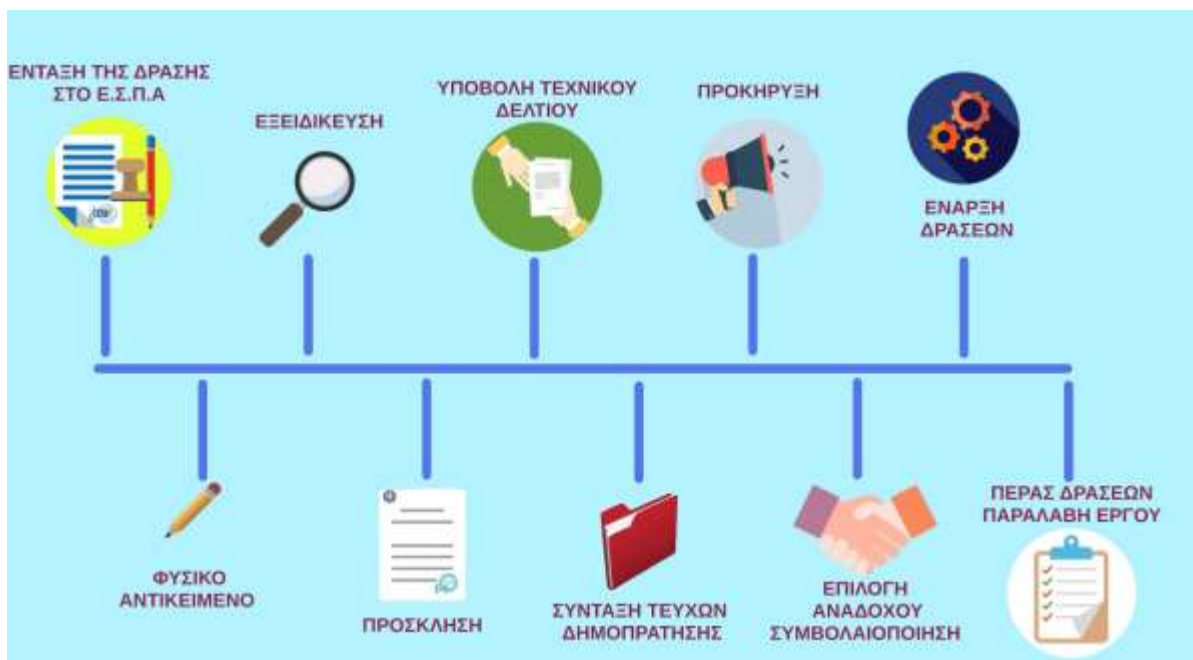 ΕΝΤΑΞΗ ΤΗΣ ΔΡΑΣΗΣ
ΣΤΟ Ε.Σ.Π.Α
ΦΥΣΙΚΟ
ΑΝΤΙΚΕΙΜΕΝΟ
ΕΞΕΙΔΙΚΕΥΣΗ
ΠΡΟΣΚΛΗΣΗ
ΥΠΟΒΟΛΗ ΤΕΧΝΙΚΟΥ
ΔΕΛΤΙΟΥ
ΣΥΝΤΑΞΗ ΤΕΥΧΩΝ
ΔΗΜΟΠΡΑΤΗΣΗΣ
ΠΡΟΚΗΡΥΞΗ
ΕΠΙΛΟΓΗ
ΑΝΑΔΟΧΟΥ
ΣΥΜΒΟΛΑΙΟΠΟΙΗΣΗ
ΕΝΑΡΞΗ
ΔΡΑΣΕΩΝ
ΠΕΡΑΣ ΔΡΑΣΕΩΝ
ΠΑΡΑΛΑΒΗ ΕΡΓΟΥ